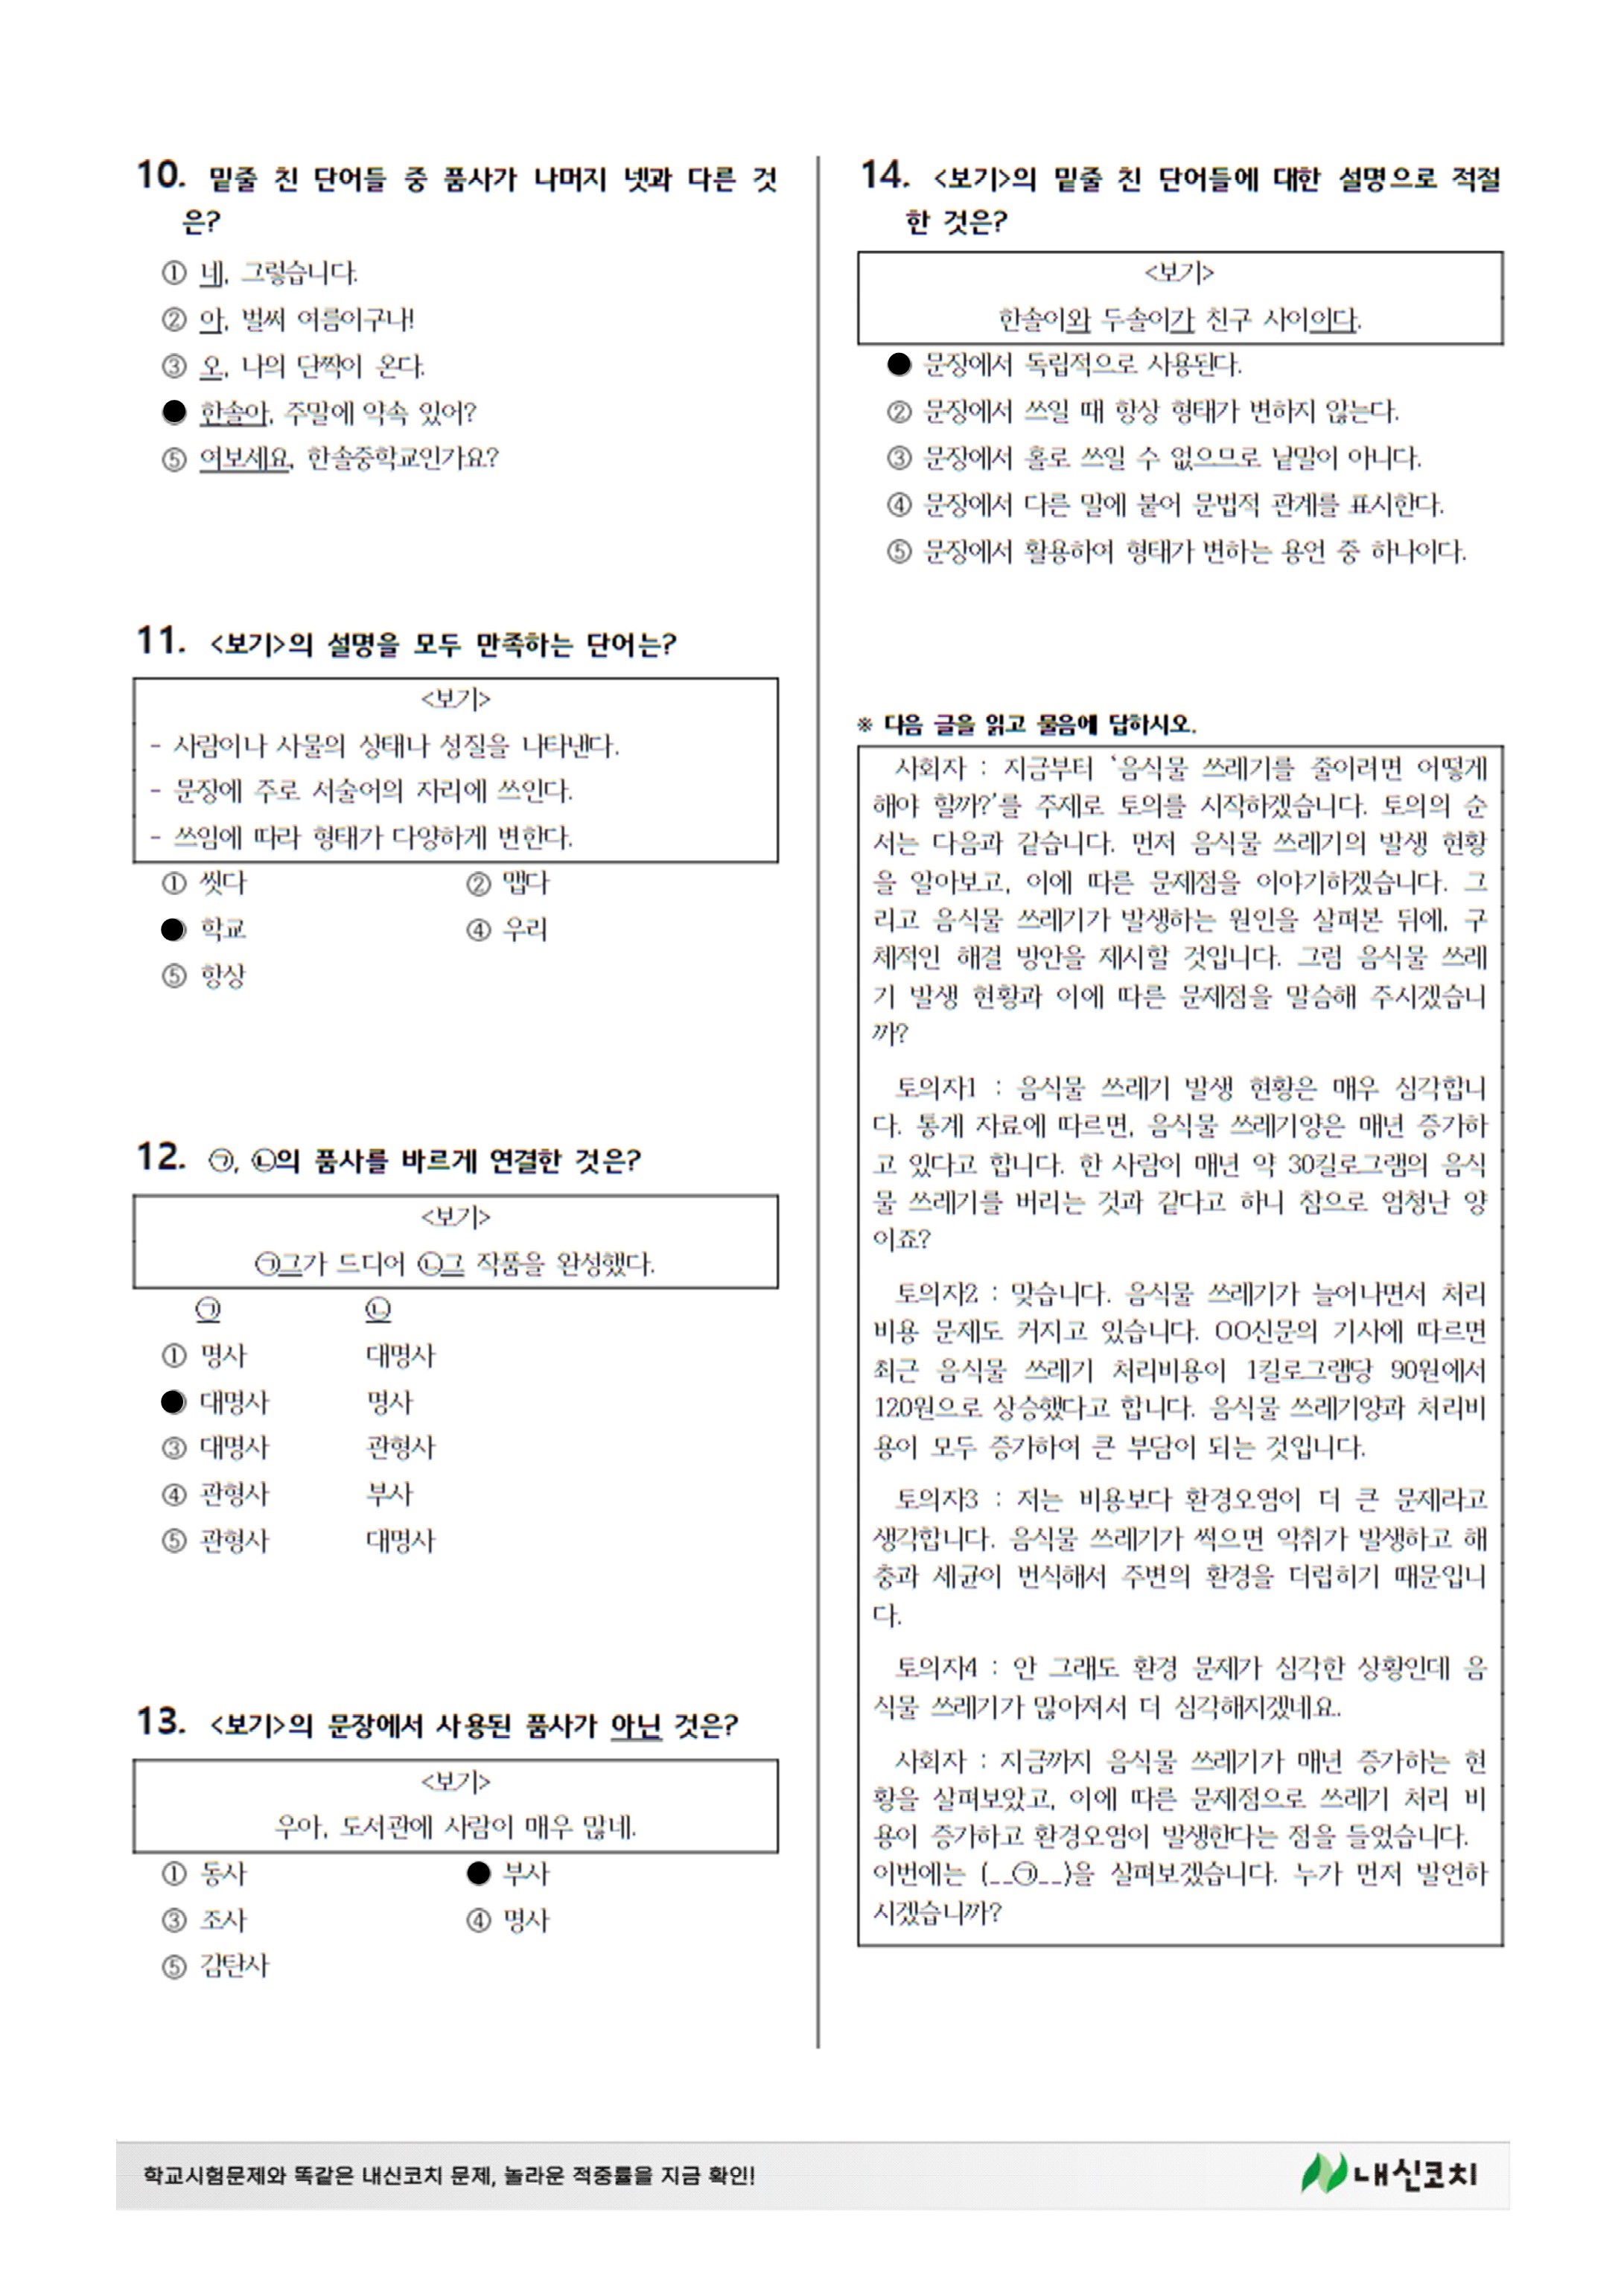 10. 밑줄 친 단어들 중 품사가 나머지 넷과 다른 것
은?
① 네, 그렇습니다.
② 아, 벌써 여름이구나!
③ 오, 나의 단짝이 온다.
● 한솔아, 주말에 약속 있어?
⑤ 여보세요, 한솔중학교인가요?
11. <보기>의 설명을 모두 만족하는 단어는?
<보기>
- 사람이나 사물의 상태나 성질을 나타낸다.
- 문장에 주로 서술어의 자리에 쓰인다.
- 쓰임에 따라 형태가 다양하게 변한다.
① 씻다 ② 맵다
● 학교 ④ 우리
⑤ 항상
12. ㉠, ㉡의 품사를 바르게 연결한 것은?
<보기>
㉠그가 드디어 ㉡그 작품을 완성했다.
㉠ ㉡
① 명사 대명사
● 대명사 명사
③ 대명사 관형사
④ 관형사 부사
⑤ 관형사 대명사
13. <보기>의 문장에서 사용된 품사가 아닌 것은?
<보기>
우아, 도서관에 사람이 매우 많네.
① 동사 ● 부사
③ 조사 ④ 명사
⑤ 감탄사
14. <보기>의 밑줄 친 단어들에 대한 설명으로 적절
한 것은?
<보기>
한솔이와 두솔이가 친구 사이이다.
● 문장에서 독립적으로 사용된다.
② 문장에서 쓰일 때 항상 형태가 변하지 않는다.
③ 문장에서 홀로 쓰일 수 없으므로 낱말이 아니다.
④ 문장에서 다른 말에 붙어 문법적 관계를 표시한다.
⑤ 문장에서 활용하여 형태가 변하는 용언 중 하나이다.
※ 다음 글을 읽고 물음에 답하시오.
사회자 : 지금부터 '음식물 쓰레기를 줄이려면 어떻게
해야 할까?'를 주제로 토의를 시작하겠습니다. 토의의 순
서는 다음과 같습니다. 먼저 음식물 쓰레기의 발생 현황
을 알아보고, 이에 따른 문제점을 이야기하겠습니다. 그
리고 음식물 쓰레기가 발생하는 원인을 살펴본 뒤에, 구
체적인 해결 방안을 제시할 것입니다. 그럼 음식물 쓰레
기 발생 현황과 이에 따른 문제점을 말씀해 주시겠습니
까?
토의자1 : 음식물 쓰레기 발생 현황은 매우 심각합니
다. 통계 자료에 따르면, 음식물 쓰레기양은 매년 증가하
고 있다고 합니다. 한 사람이 매년 약 30킬로그램의 음식
물 쓰레기를 버리는 것과 같다고 하니 참으로 엄청난 양
이죠?
토의자2 : 맞습니다. 음식물 쓰레기가 늘어나면서 처리
비용 문제도 커지고 있습니다. OO신문의 기사에 따르면
최근 음식물 쓰레기 처리비용이 1킬로그램당 90원에서
120원으로 상승했다고 합니다. 음식물 쓰레기양과 처리비
용이 모두 증가하여 큰 부담이 되는 것입니다.
토의자3 : 저는 비용보다 환경오염이 더 큰 문제라고
생각합니다. 음식물 쓰레기가 썩으면 악취가 발생하고 해
충과 세균이 번식해서 주변의 환경을 더럽히기 때문입니
다.
토의자4 : 안 그래도 환경 문제가 심각한 상황인데 음
식물 쓰레기가 많아져서 더 심각해지겠네요.
사회자 : 지금까지 음식물 쓰레기가 매년 증가하는 현
황을 살펴보았고, 이에 따른 문제점으로 쓰레기 처리 비
용이 증가하고 환경오염이 발생한다는 점을 들었습니다.
이번에는 (__㉠__)을 살펴보겠습니다. 누가 먼저 발언하
시겠습니까?
학교시험문제와 똑같은 내신코치 문제, 놀라운 적중률을 지금 확인!
내신코치